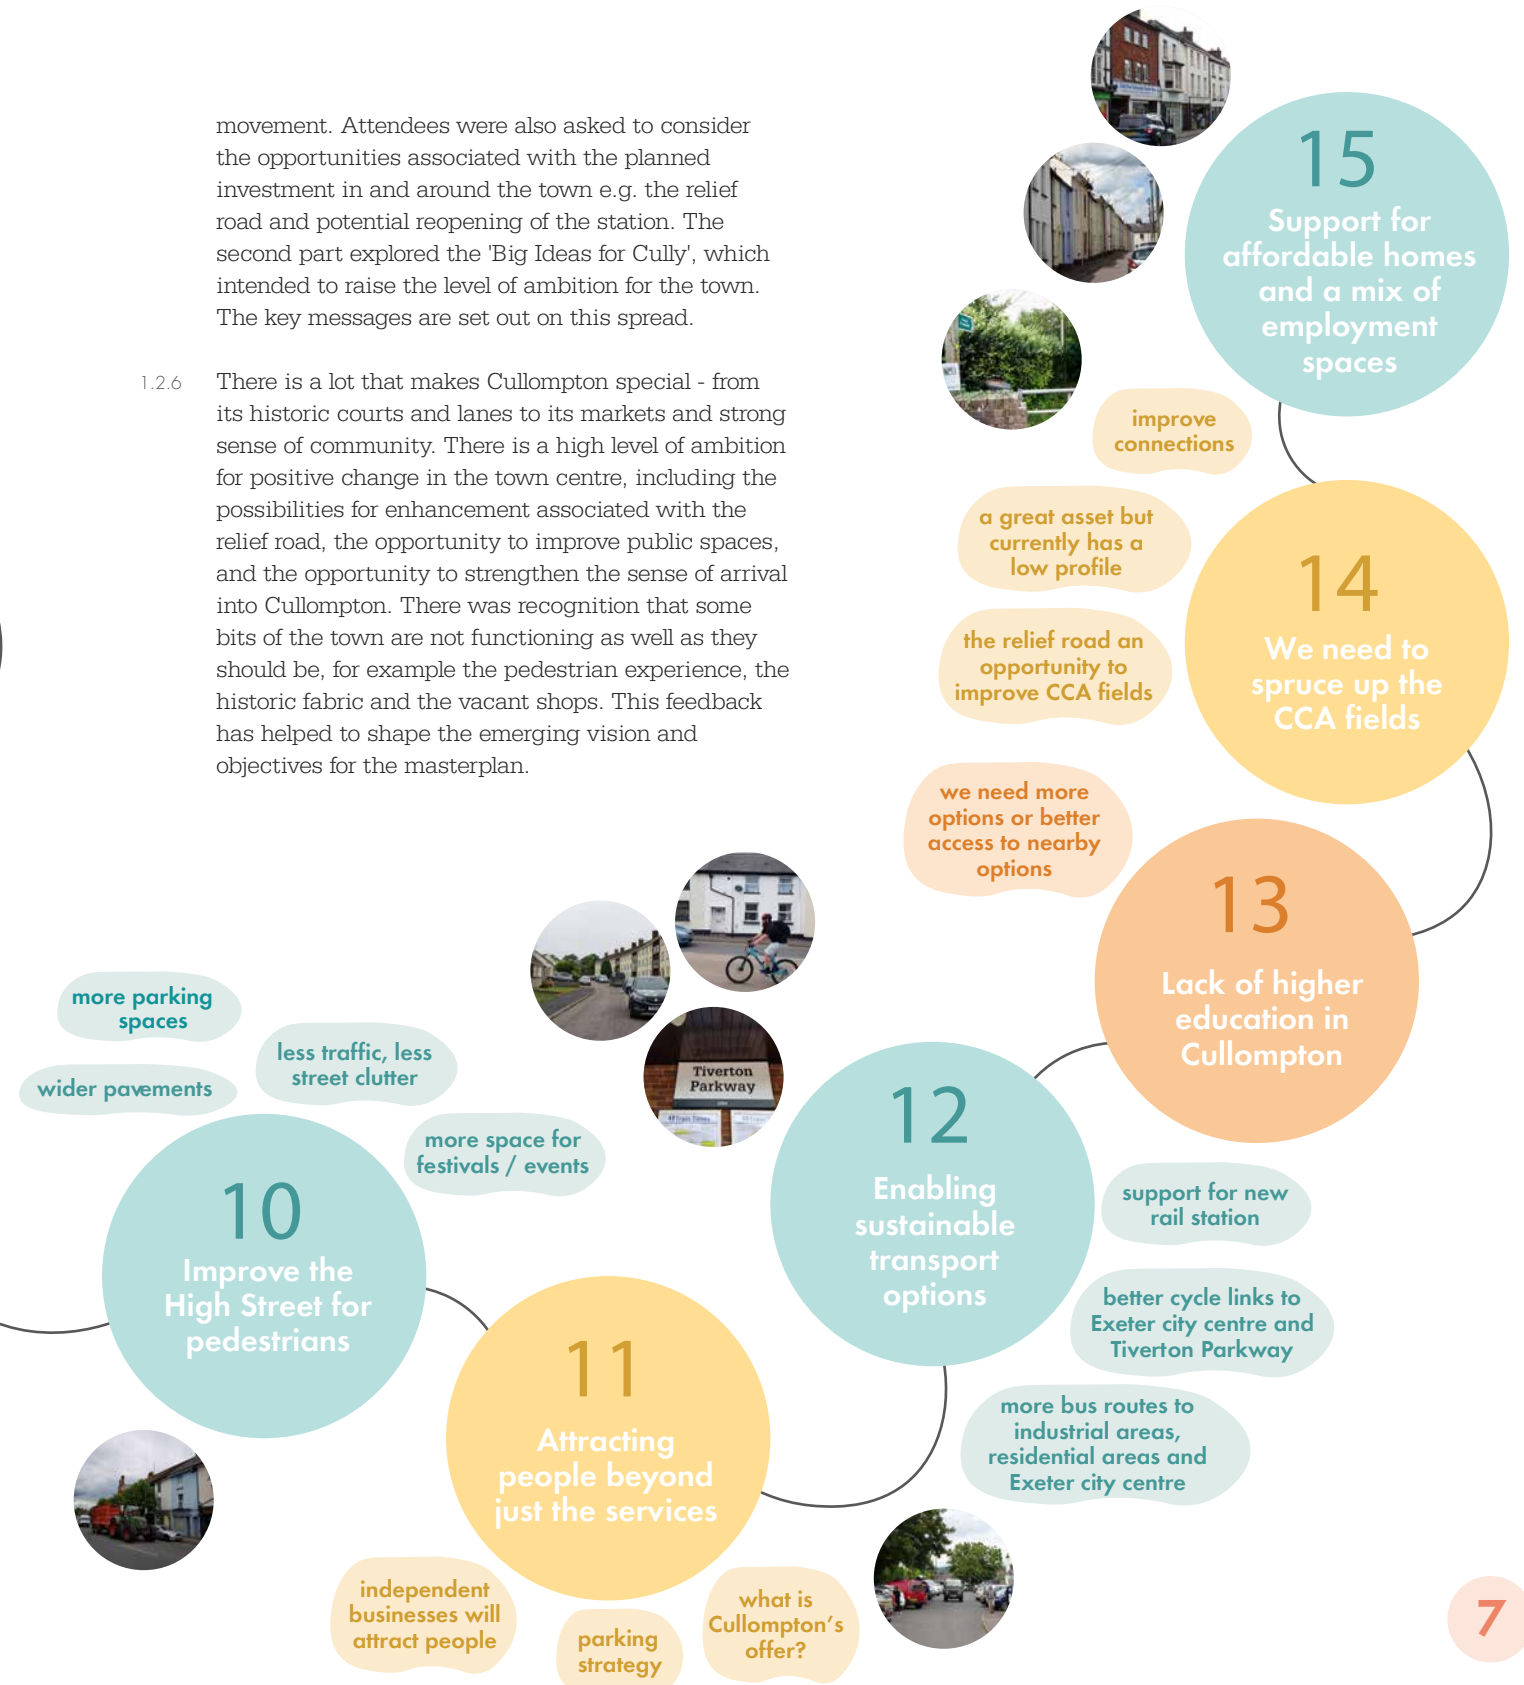 movement. Attendees were also asked to consider
the opportunities associated with the planned
investment in and around the town e.g. the relief
road and potential reopening of the station. The
second part explored the 'Big Ideas for Cully', which
intended to raise the level of ambition for the town.
The key messages are set out on this spread.
1.2.6 There is a lot that makes Cullompton special - from
its historic courts and lanes to its markets and strong
sense of community. There is a high level of ambition
for positive change in the town centre, including the
possibilities for enhancement associated with the
relief road, the opportunity to improve public spaces,
and the opportunity to strengthen the sense of arrival
into Cullompton. There was recognition that some
bits of the town are not functioning as well as they
should be, for example the pedestrian experience, the
historic fabric and the vacant shops. This feedback
has helped to shape the emerging vision and
objectives for the masterplan.
more parking
spaces
wider pavements
less traffic, less
street clutter
more space for
festivals / events
10
Improve the
High Street for
pedestrians
11
Attracting
people beyond
just the services
independent
businesses will
attract people
parking
strategy
what is
Cullompton's
offer?
Tiverton
Parkway
12
Enabling
sustainable
transport
options
support for new
rail station
better cycle links to
Exeter city centre and
Tiverton Parkway
more bus routes to
industrial areas,
residential areas and
Exeter city centre
we need more
options or better
access to nearby
options
13
Lack of higher
education in
Cullompton
improve
connections
a great asset but
currently has a
low profile
the relief road an
opportunity to
improve CCA fields
14
We need to
spruce up the
CCA fields
15
Support for
affordable homes
and a mix of
employment
spaces
7